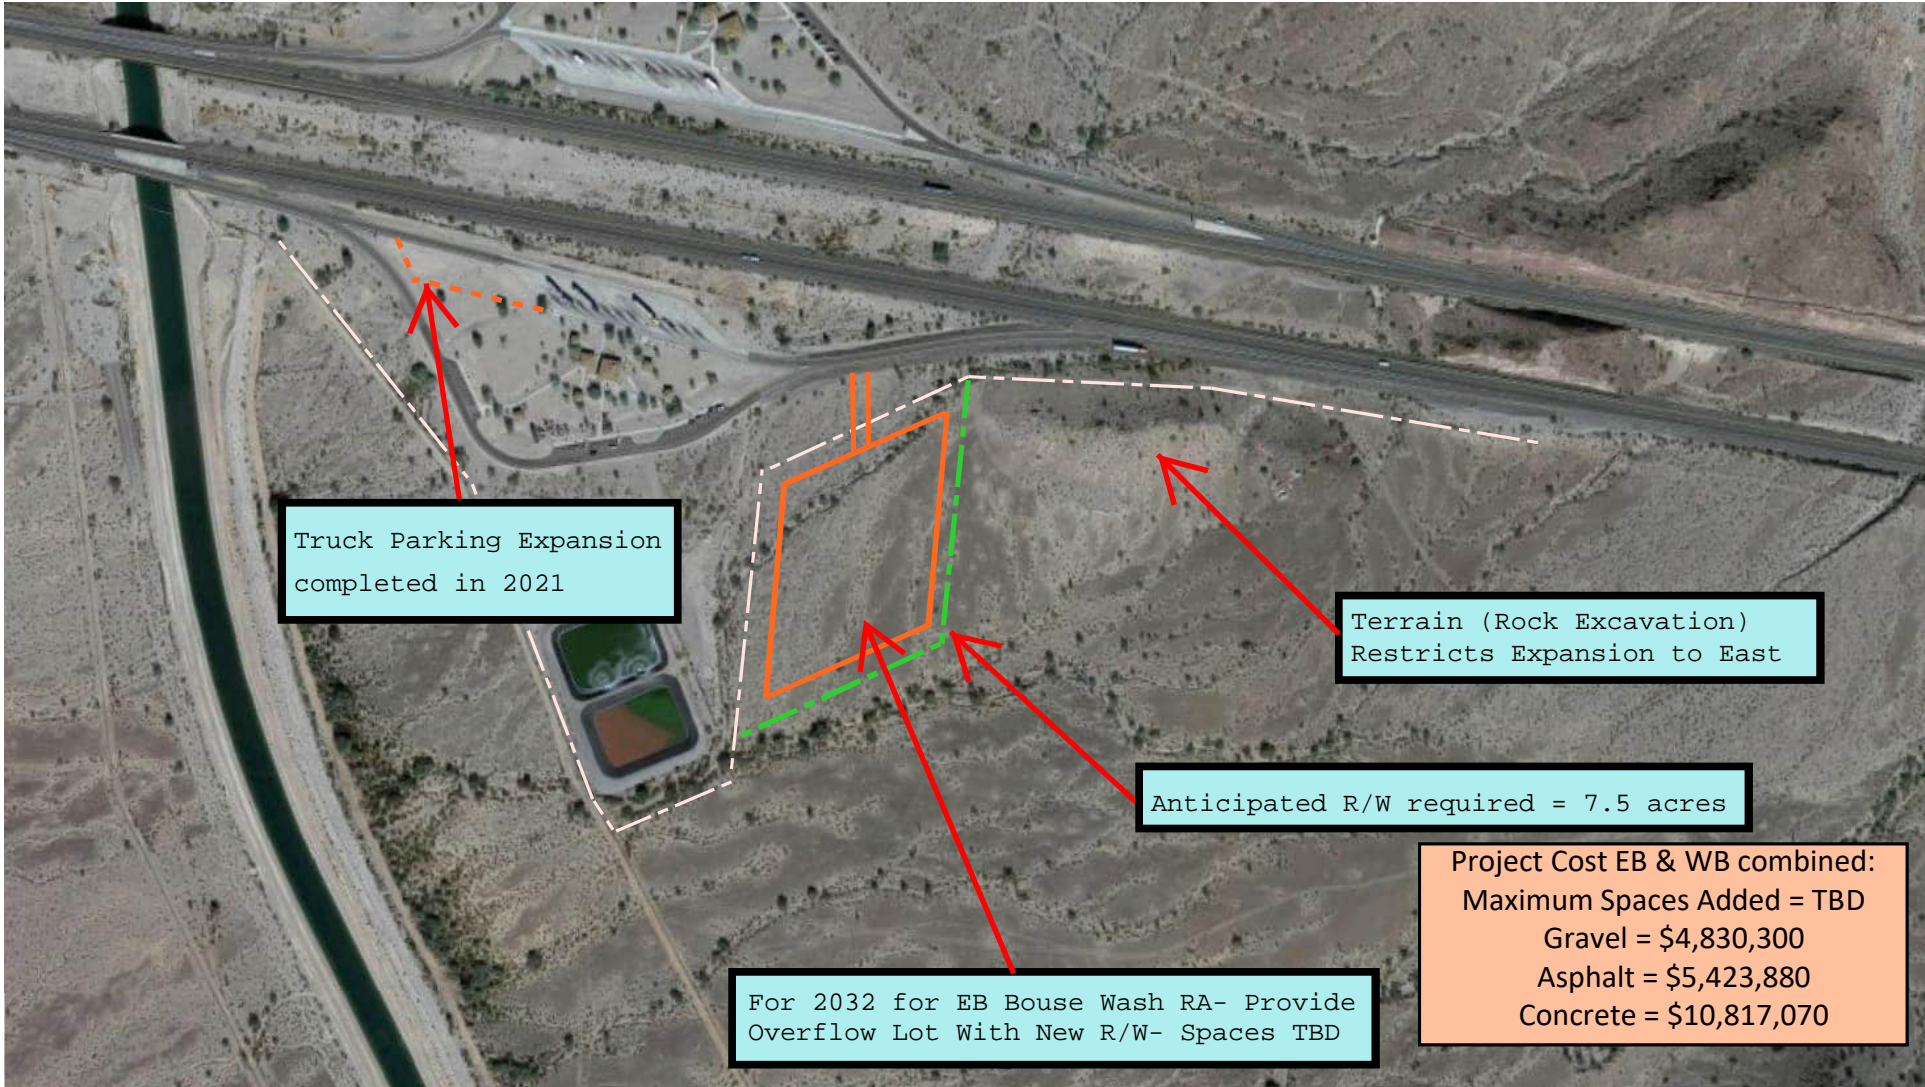 Truck Parking Expansion
completed in 2021
Terrain (Rock Excavation)
Restricts Expansion to East
Anticipated R/W required = 7.5 acres
For 2032 for EB Bouse Wash RA- Provide
Overflow Lot With New R/W- Spaces TBD
Project Cost EB & WB combined:
Maximum Spaces Added = TBD
Gravel = $4,830,300
Asphalt = $5,423,880
Concrete = $10,817,070